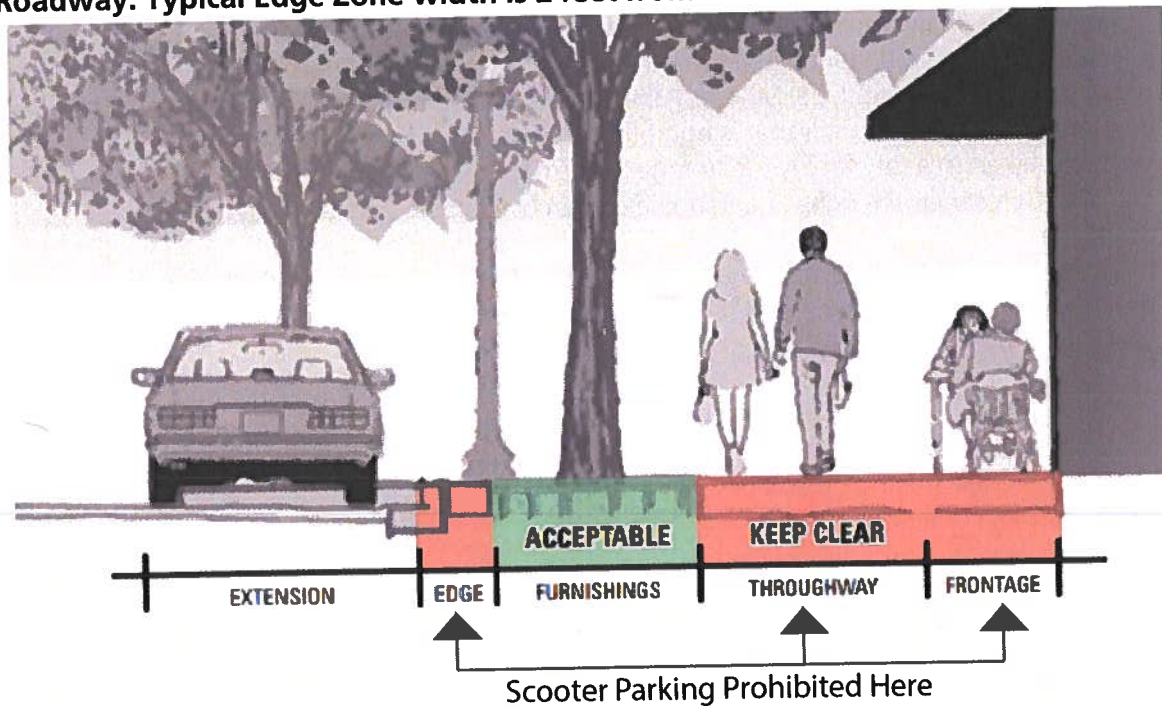 Roadway. Typical Edge Zone width is 2 feet
ACCEPTABLE KEEP CLEAR
EXTENSION EDGE FURNISHINGS THROUGHWAY FRONTAGE
Scooter Parking Prohibited Here